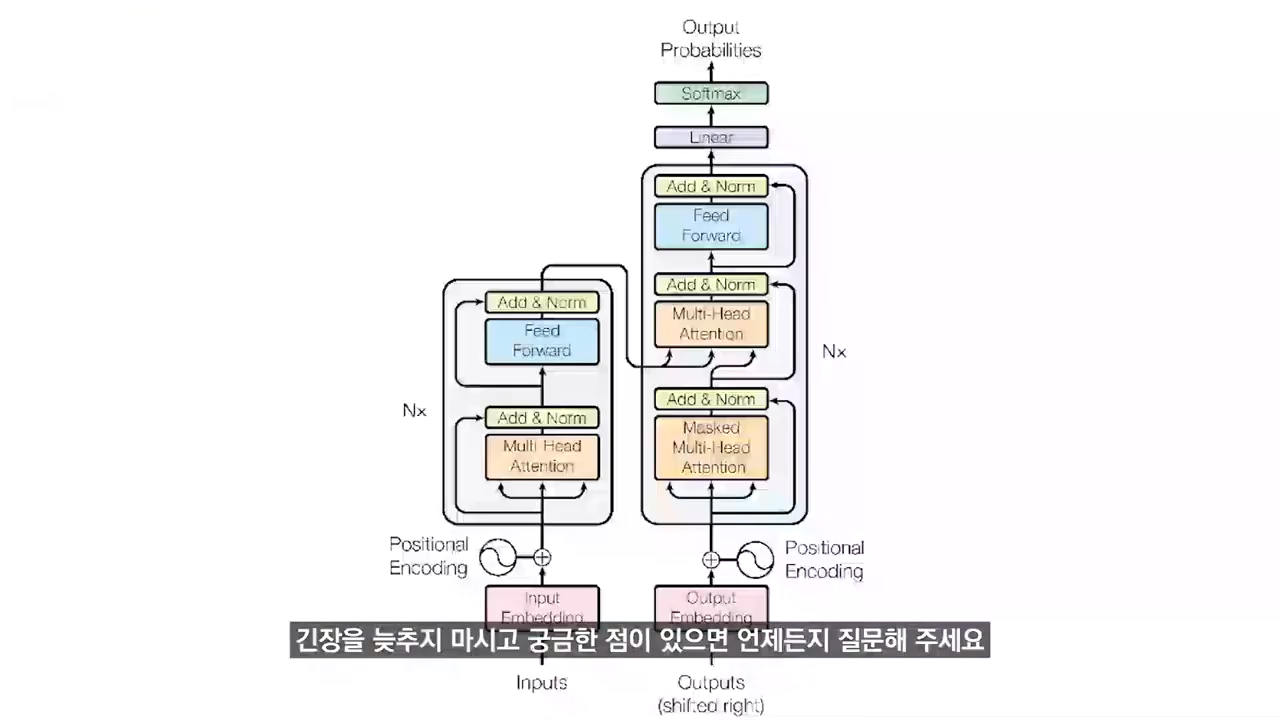 Output
Probabilities
Softmax
Linear
Add & Norm
Feed
Forward
Add & Norm
Multi-Head
Attention
Nx
Add & Norm
Masked
Multi-Head
Attention
Add & Norm
Feed
Forward
Nx
Add & Norm
Multi-Head
Attention
Positional
Encoding
Positional
Encoding
Input
Embedding
Output
Embedding
긴장을 늦추지 마시고 궁금한 점이 있으면 언제든지 질문해 주세요
Inputs
Outputs
(shifted right)